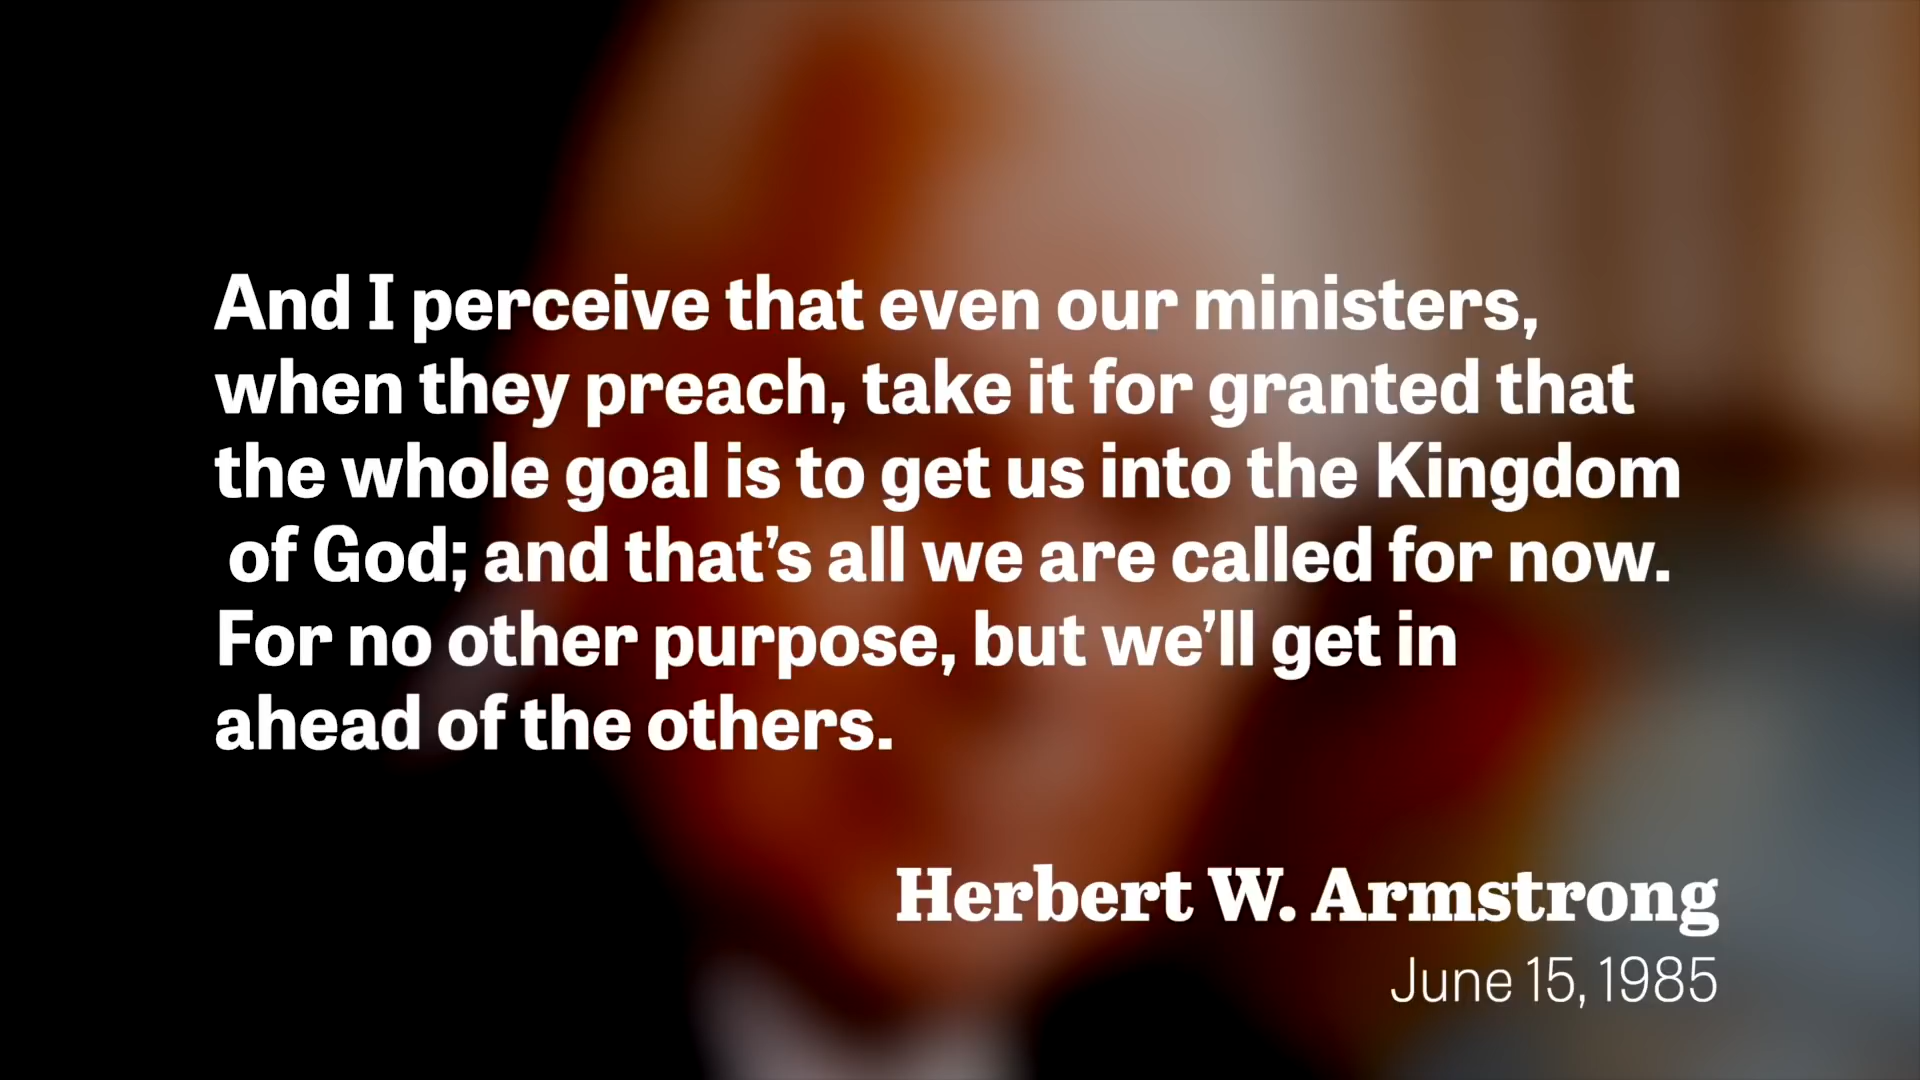 And I perceive that even our ministers,
when they preach, take it for granted that
the whole goal is to get us into the Kingdom
of God; and that’s all we are called for now.
For no other purpose, but we’ll get in
ahead of the others.
Herbert W. Armstrong
June 15, 1985